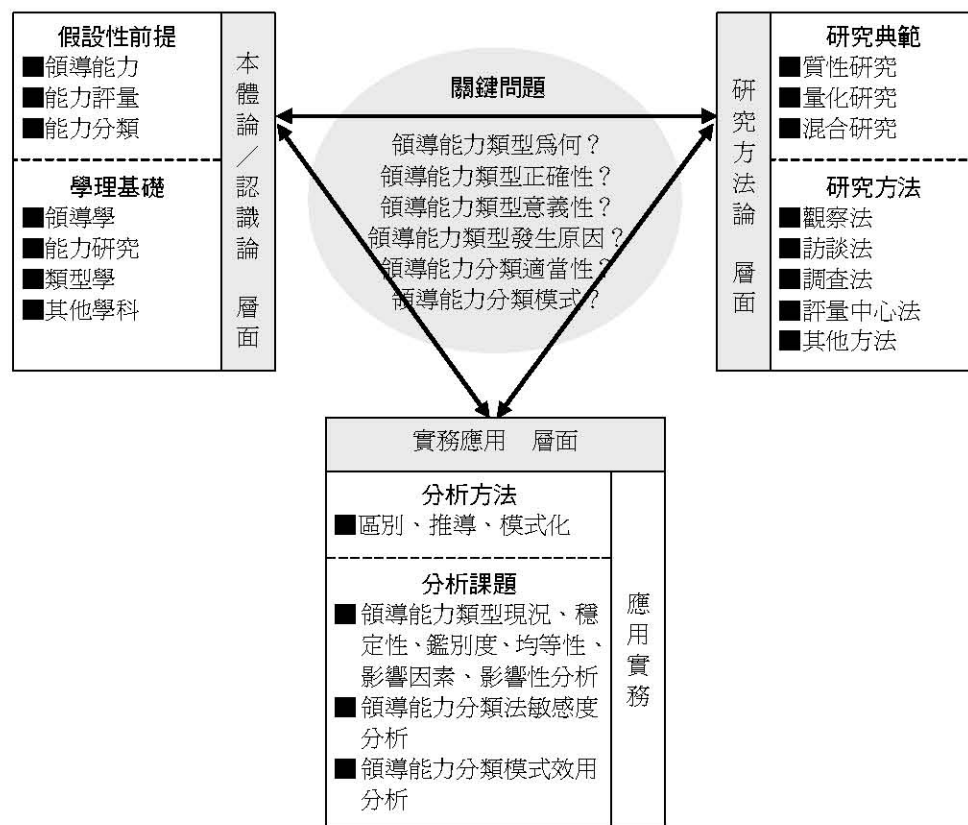 假設性前提
■領導能力
■能力評量
■能力分類
學理基礎
■領導學
■能力研究
■類型學
■其他學科
本體論／認識論 層面
關鍵問題
領導能力類型爲何？
領導能力類型正確性？
領導能力類型意義性？
領導能力類型發生原因？
領導能力分類適當性？
領導能力分類模式？
研究方法論 層面
研究典範
■質性研究
■量化研究
■混合研究
研究方法
■觀察法
■訪談法
■調查法
■評量中心法
■其他方法
實務應用 層面
分析方法
■區別、推導、模式化
分析課題
■領導能力類型現況、穩
定性、鑑別度、均等性、
影響因素、影響性分析
■領導能力分類法敏感度
分析
■領導能力分類模式效用
分析
應用實務